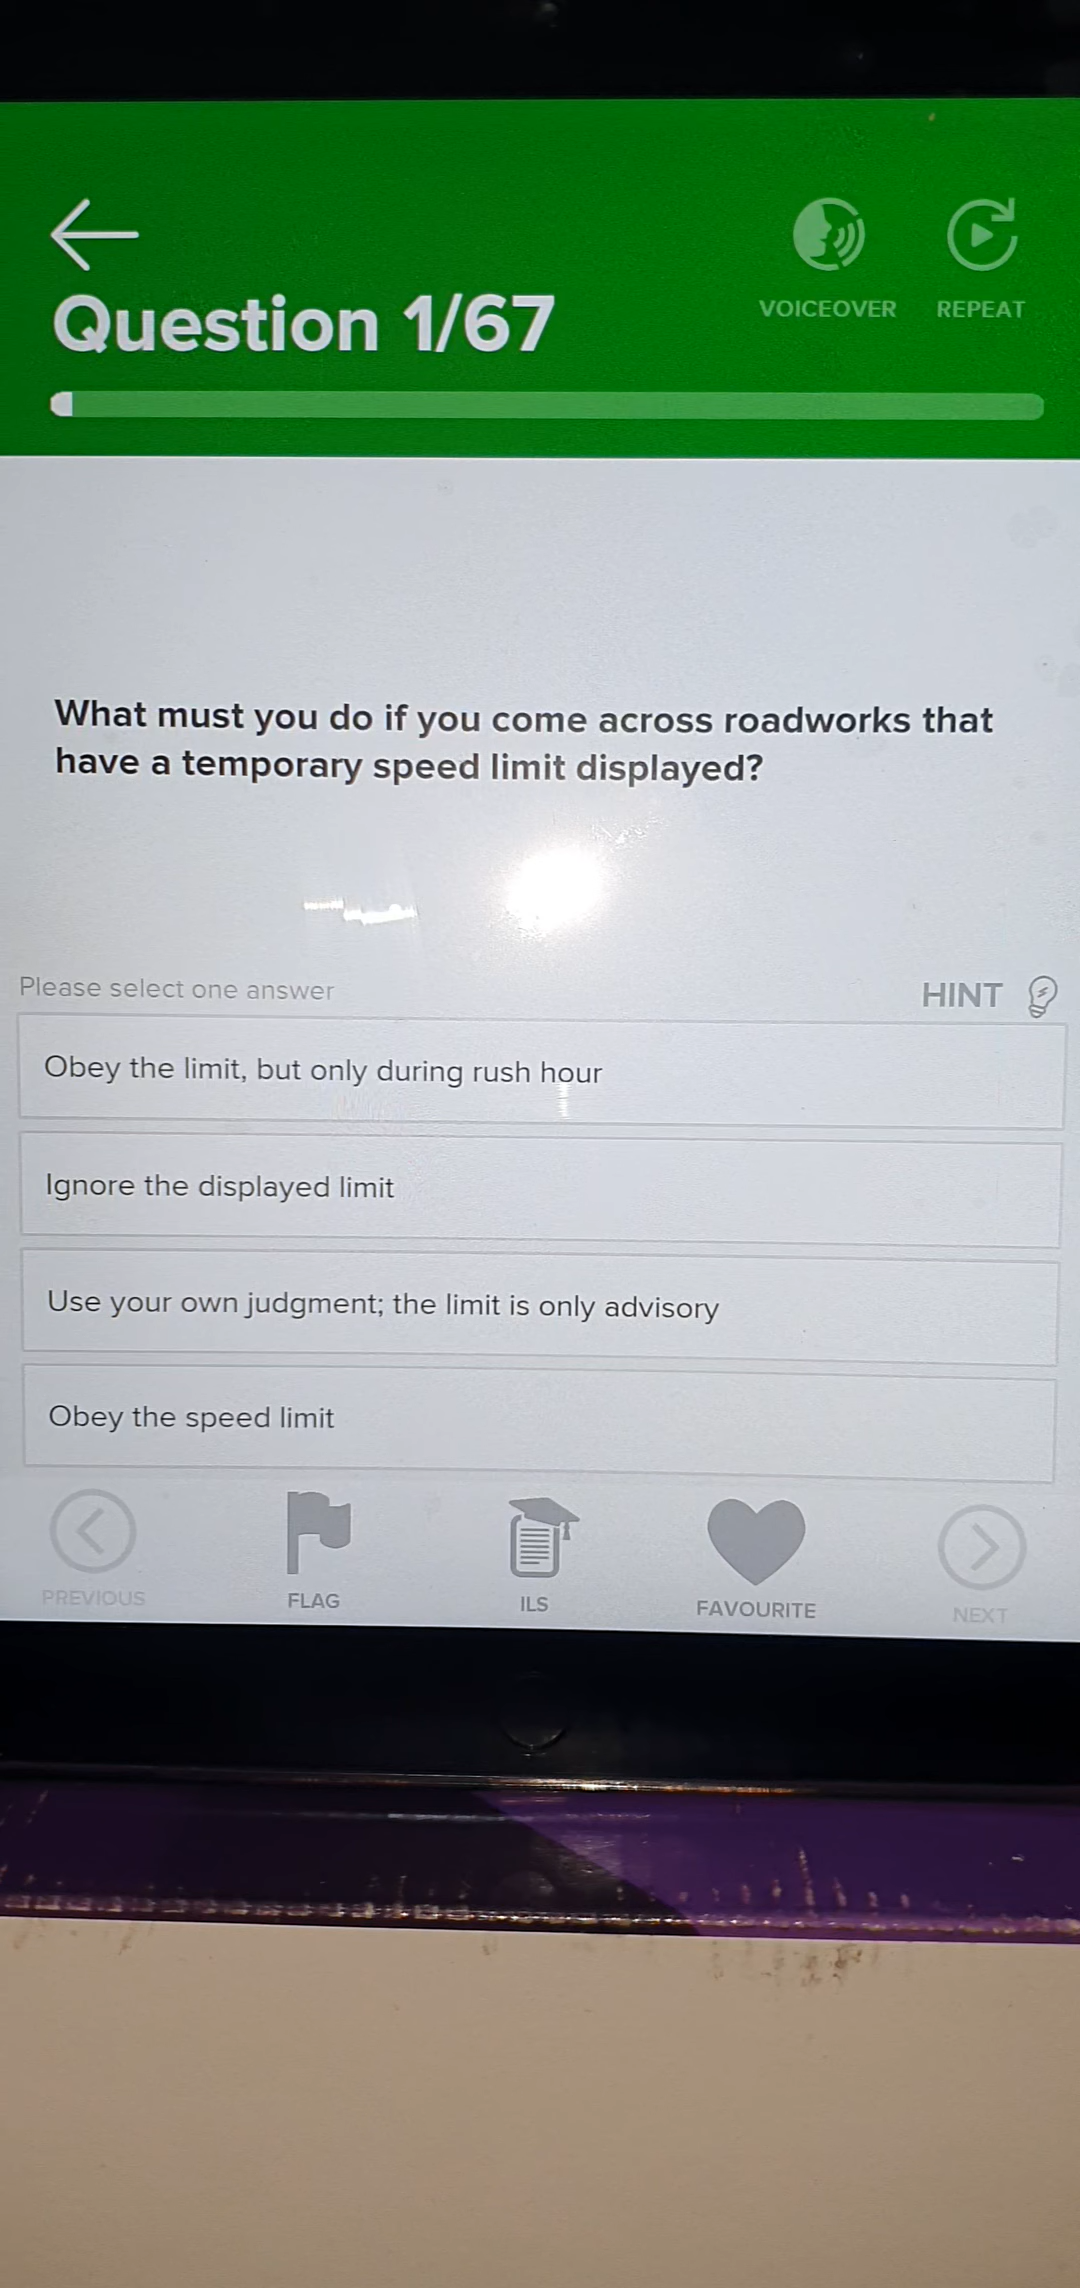 VOICEOVER
REPEAT
Question 1/67
What must you do if you come across roadworks that
have a temporary speed limit displayed?
Please select one answer
HINT
Obey the limit, but only during rush hour
Ignore the displayed limit
Use your own judgment; the limit is only advisory
Obey the speed limit
PREVIOUS
FLAG
ILS
FAVOURITE
NEXT